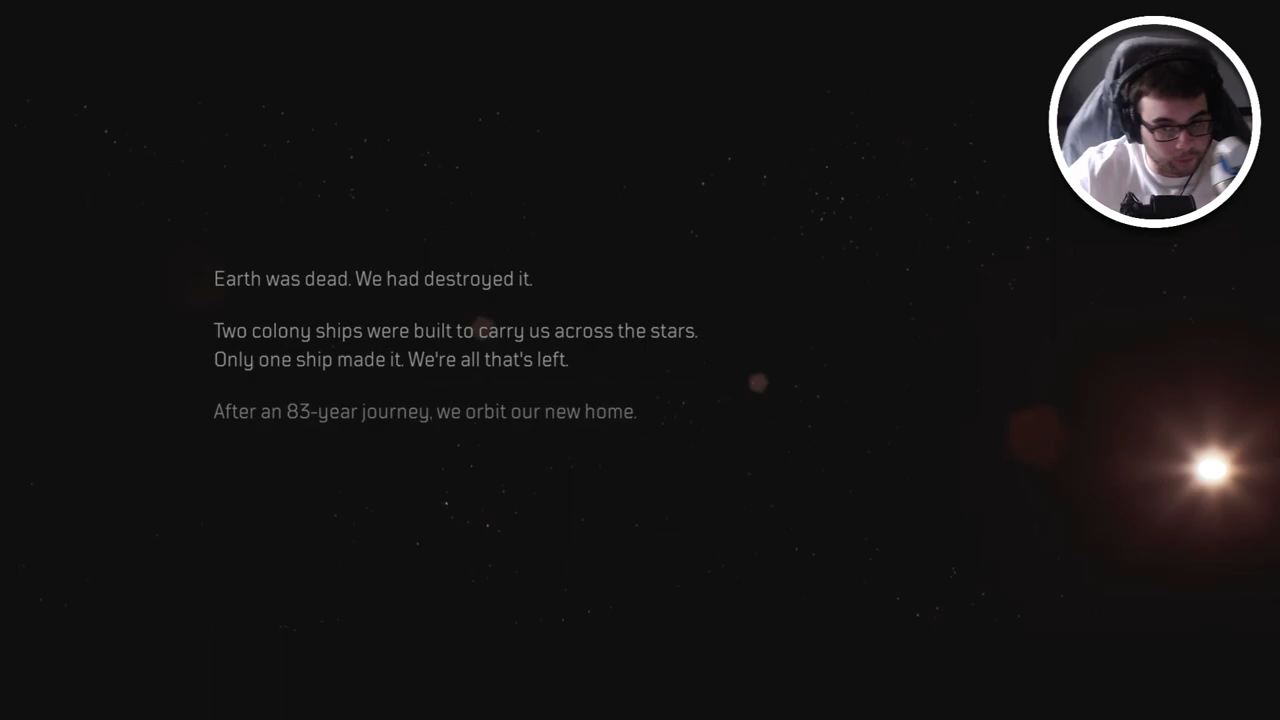 Earth was dead. We had destroyed it.
Two colony ships were built to carry us across the stars.
Only one ship made it. We're all that's left.
After an 83-year journey, we orbit our new home.